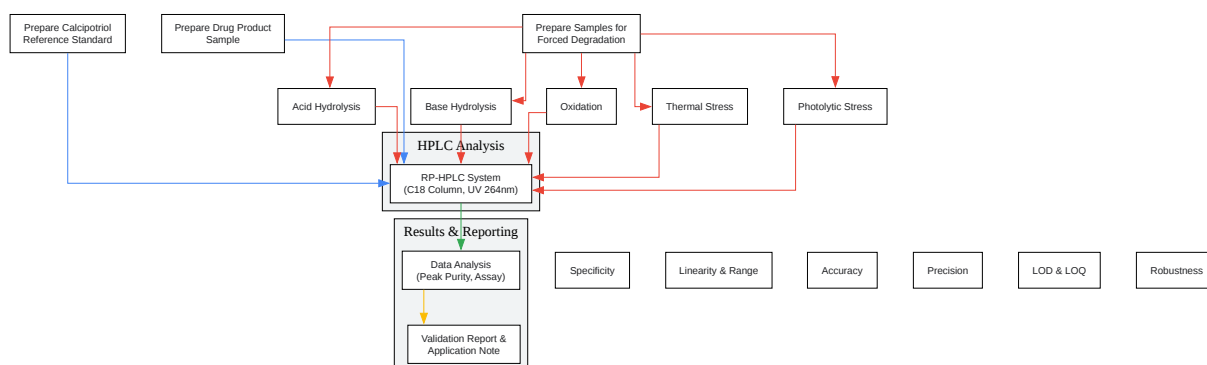 Prepare Calcipotriol
Reference Standard
Prepare Drug Product
Sample
Prepare Samples for
Forced Degradation
Acid Hydrolysis
Base Hydrolysis
Oxidation
Thermal Stress
Photolytic Stress
HPLC Analysis
RP-HPLC System
(C18 Column, UV 264nm)
Results & Reporting
Data Analysis
(Peak Purity, Assay)
Specificity
Linearity & Range
Accuracy
Precision
LOD & LOQ
Robustness
Validation Report &
Application Note